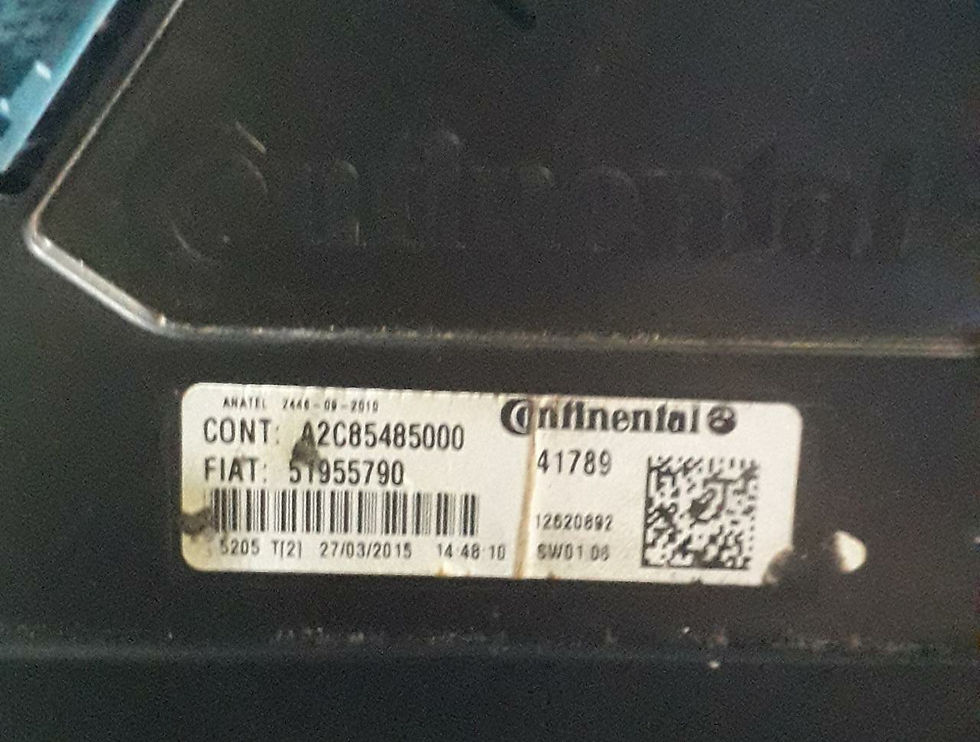 Continental
ANATEL 2446-09-2010
Continental
CONT: A2C85485000
41789
FIAT: 51955790
12620892
5205 T[2] 27/03/2015 14:48:10
SW01.06